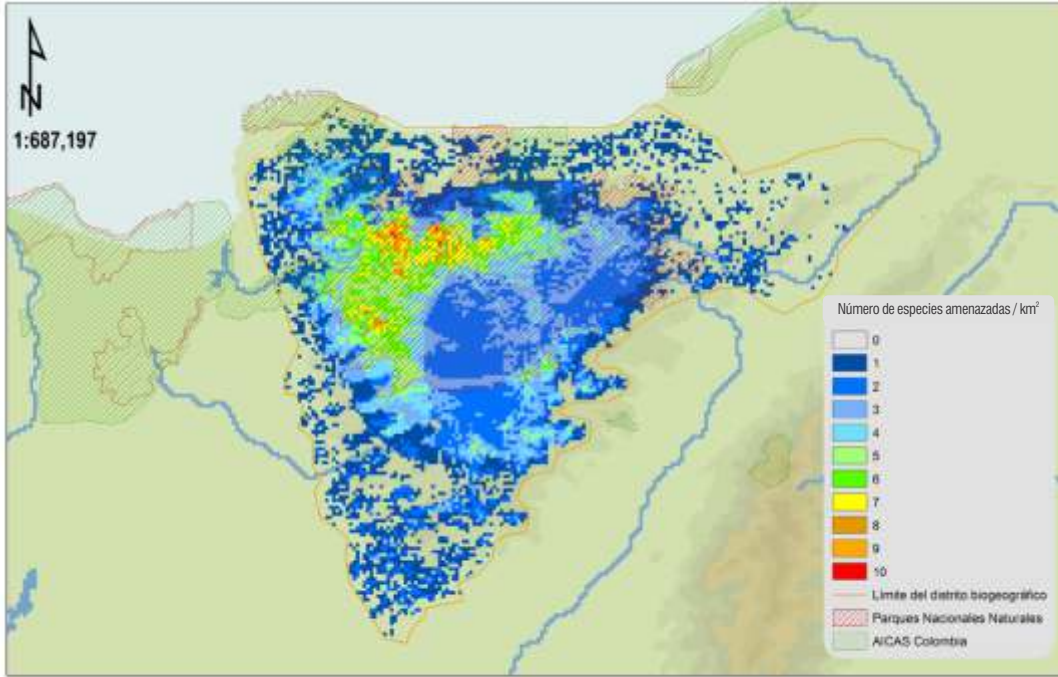 N
1:687,197
Número de especies amenazadas / km²
0
1
2
3
4
5
6
7
8
9
10
Límite del distrito biogeográfico
Parques Nacionales Naturales
AICAS Colombia